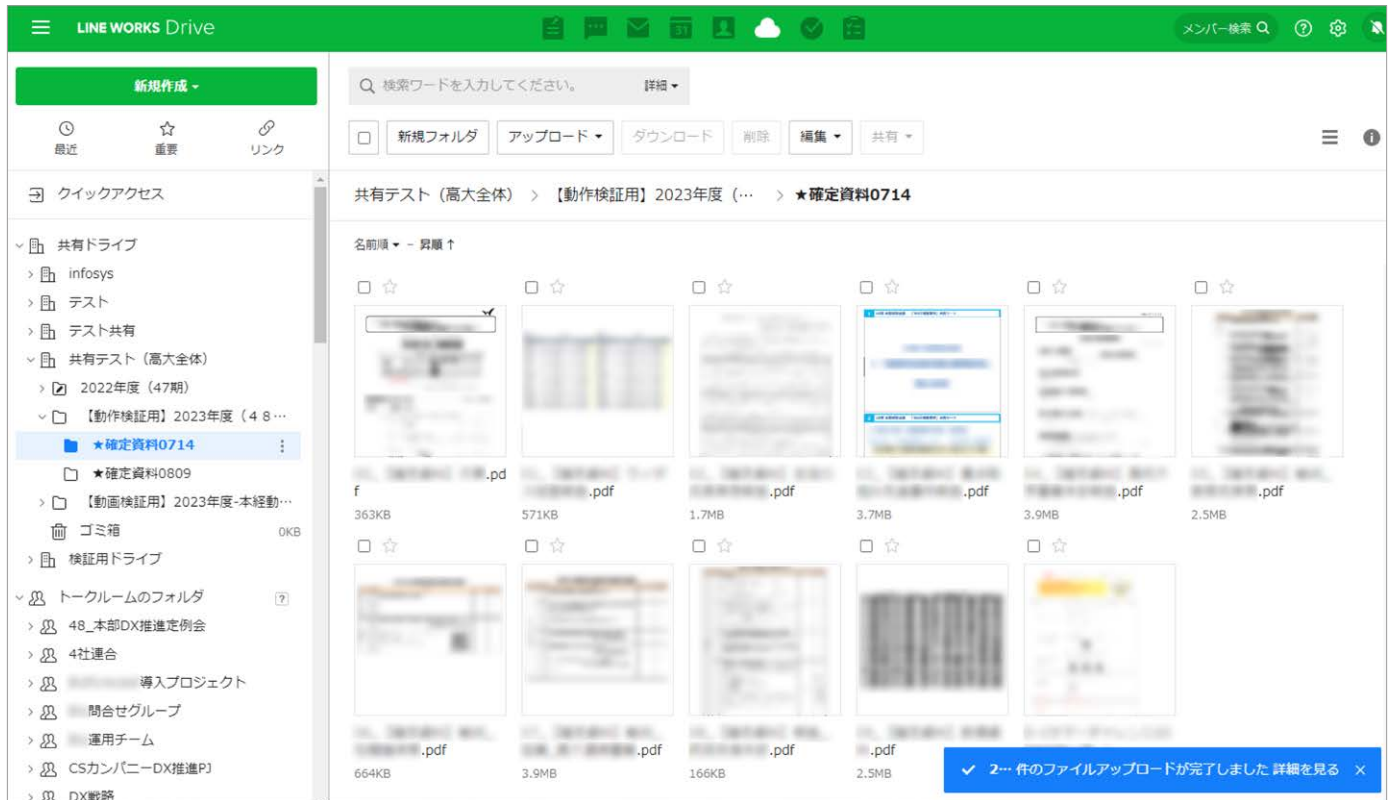 LINE WORKS Drive
31
メンバー検索
新規作成
最近
重要
リンク
クイックアクセス
共有ドライブ
infosys
テスト
テスト共有
共有テスト（高大全体）
2022年度（47期）
【動作検証用】2023年度（４８…
★確定資料0714
★確定資料0809
【動画検証用】2023年度-本経動…
ゴミ箱 0KB
検証用ドライブ
トークルームのフォルダ ?
48_本部DX推進定例会
4社連合
導入プロジェクト
問合せグループ
運用チーム
CSカンパニーDX推進PJ
DX戦略
検索ワードを入力してください。 詳細
新規フォルダ アップロード ダウンロード 削除 編集 共有
共有テスト（高大全体） > 【動作検証用】2023年度（… > ★確定資料0714
名前順 - 昇順↑
.pdf
363KB
.pdf
571KB
.pdf
1.7MB
.pdf
3.7MB
.pdf
3.9MB
.pdf
2.5MB
.pdf
664KB
.pdf
3.9MB
.pdf
166KB
.pdf
2.5MB
2… 件のファイルアップロードが完了しました 詳細を見る ×